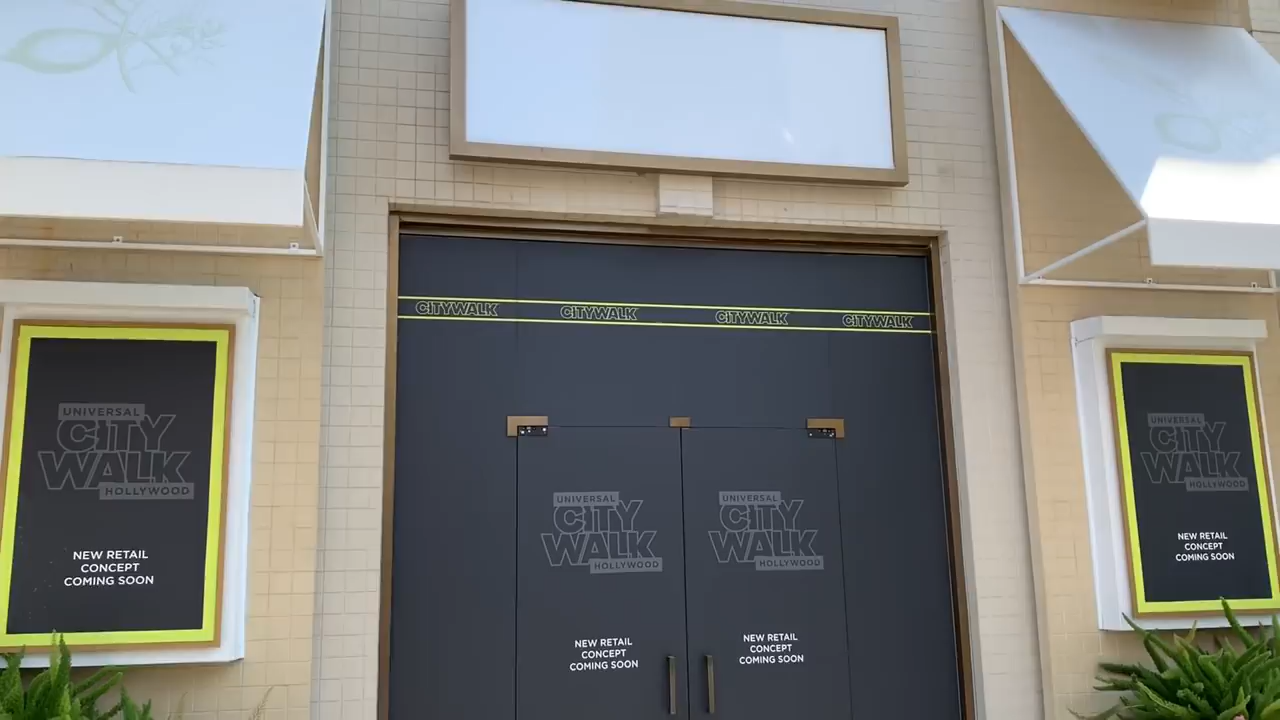 CITYWALK CITYWALK CITYWALK CITYWALK
UNIVERSAL
CITY
WALK
HOLLYWOOD
NEW RETAIL
CONCEPT
COMING SOON
UNIVERSAL
CITY
WALK
HOLLYWOOD
NEW RETAIL
CONCEPT
COMING SOON
UNIVERSAL
CITY
WALK
HOLLYWOOD
NEW RETAIL
CONCEPT
COMING SOON
UNIVERSAL
CITY
WALK
HOLLYWOOD
NEW RETAIL
CONCEPT
COMING SOON